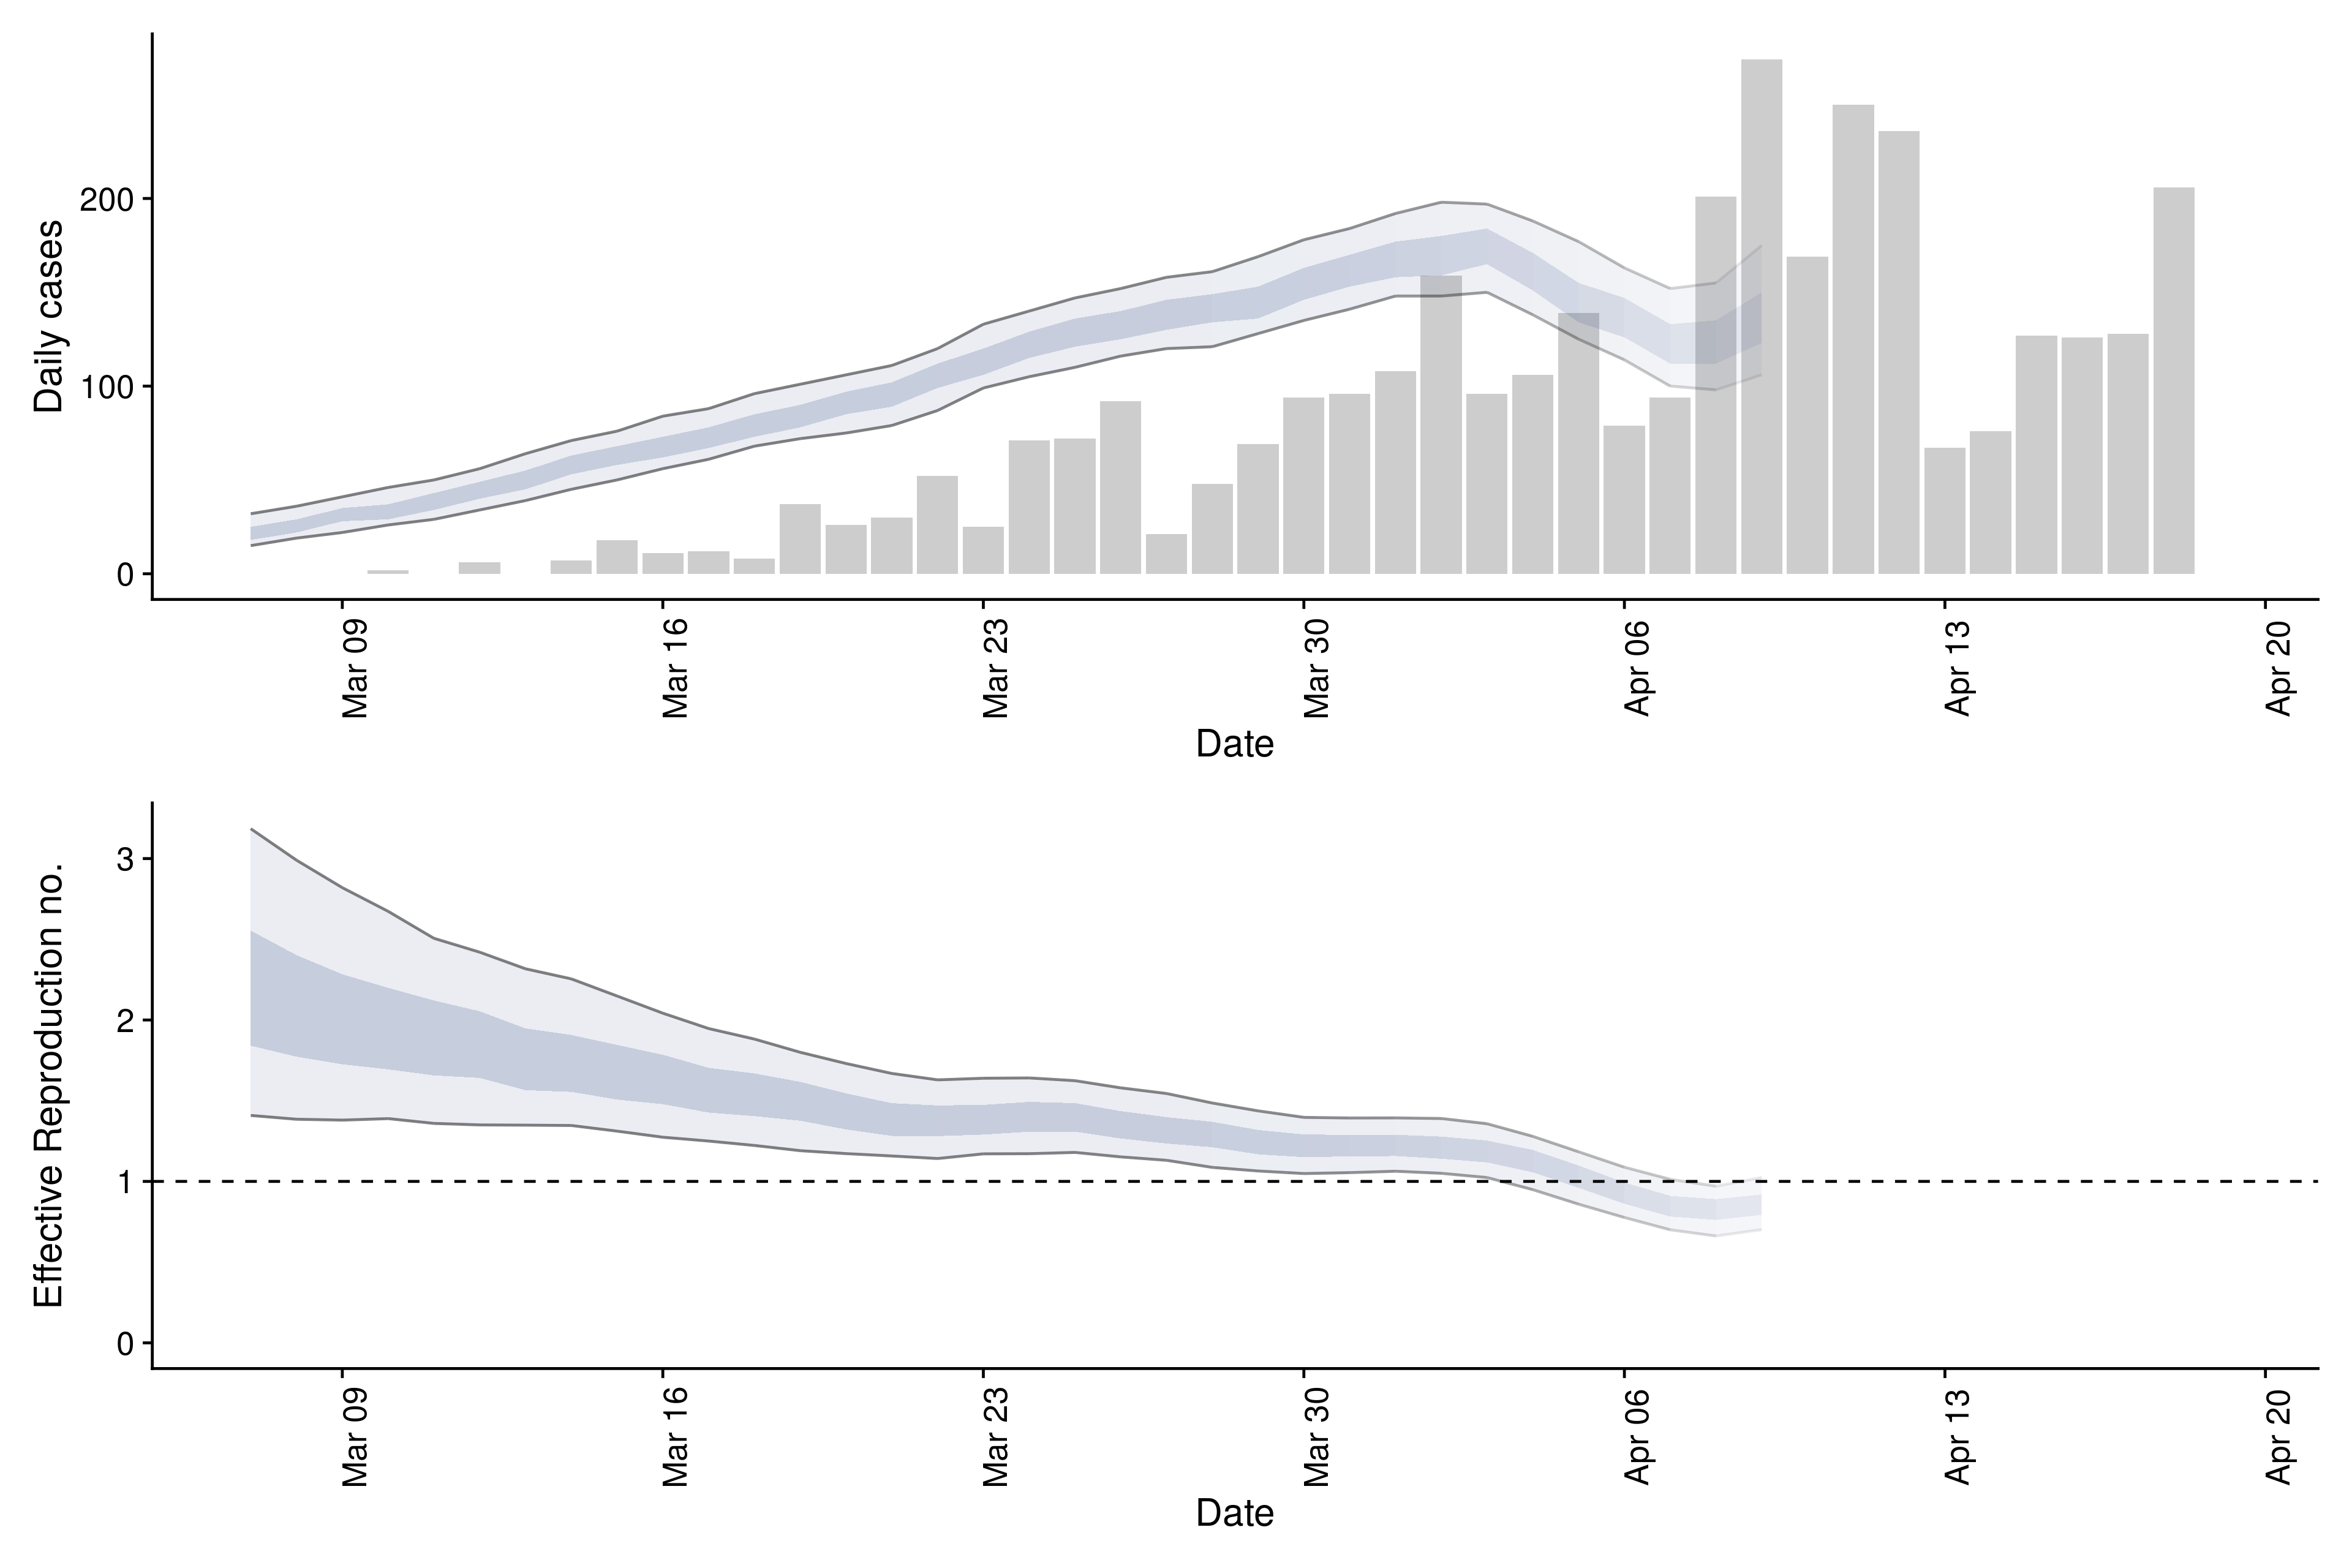 Daily cases
200
100
0
Mar 09
Mar 16
Mar 23
Mar 30
Apr 06
Apr 13
Apr 20
Date
Effective Reproduction no.
3
2
1
0
Mar 09
Mar 16
Mar 23
Mar 30
Apr 06
Apr 13
Apr 20
Date